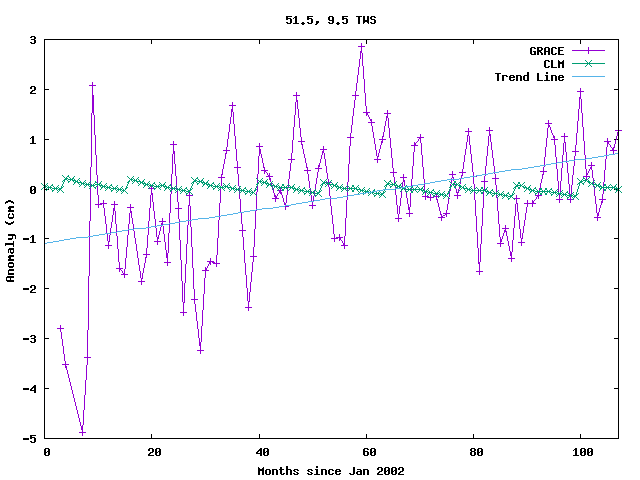 51.5, 9.5 TWS
GRACE
CLM
Trend Line
3
2
1
0
-1
-2
-3
-4
-5
Anomaly (cm)
0 20 40 60 80 100
Months since Jan 2002